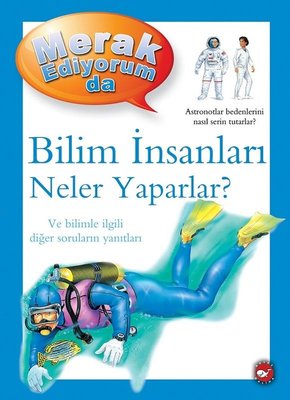 Merak
Ediyorum
da
Astronotlar bedenlerini
nasıl serin tutarlar?
Bilim İnsanları
Neler Yaparlar?
Ve bilimle ilgili
diğer soruların yanıtları